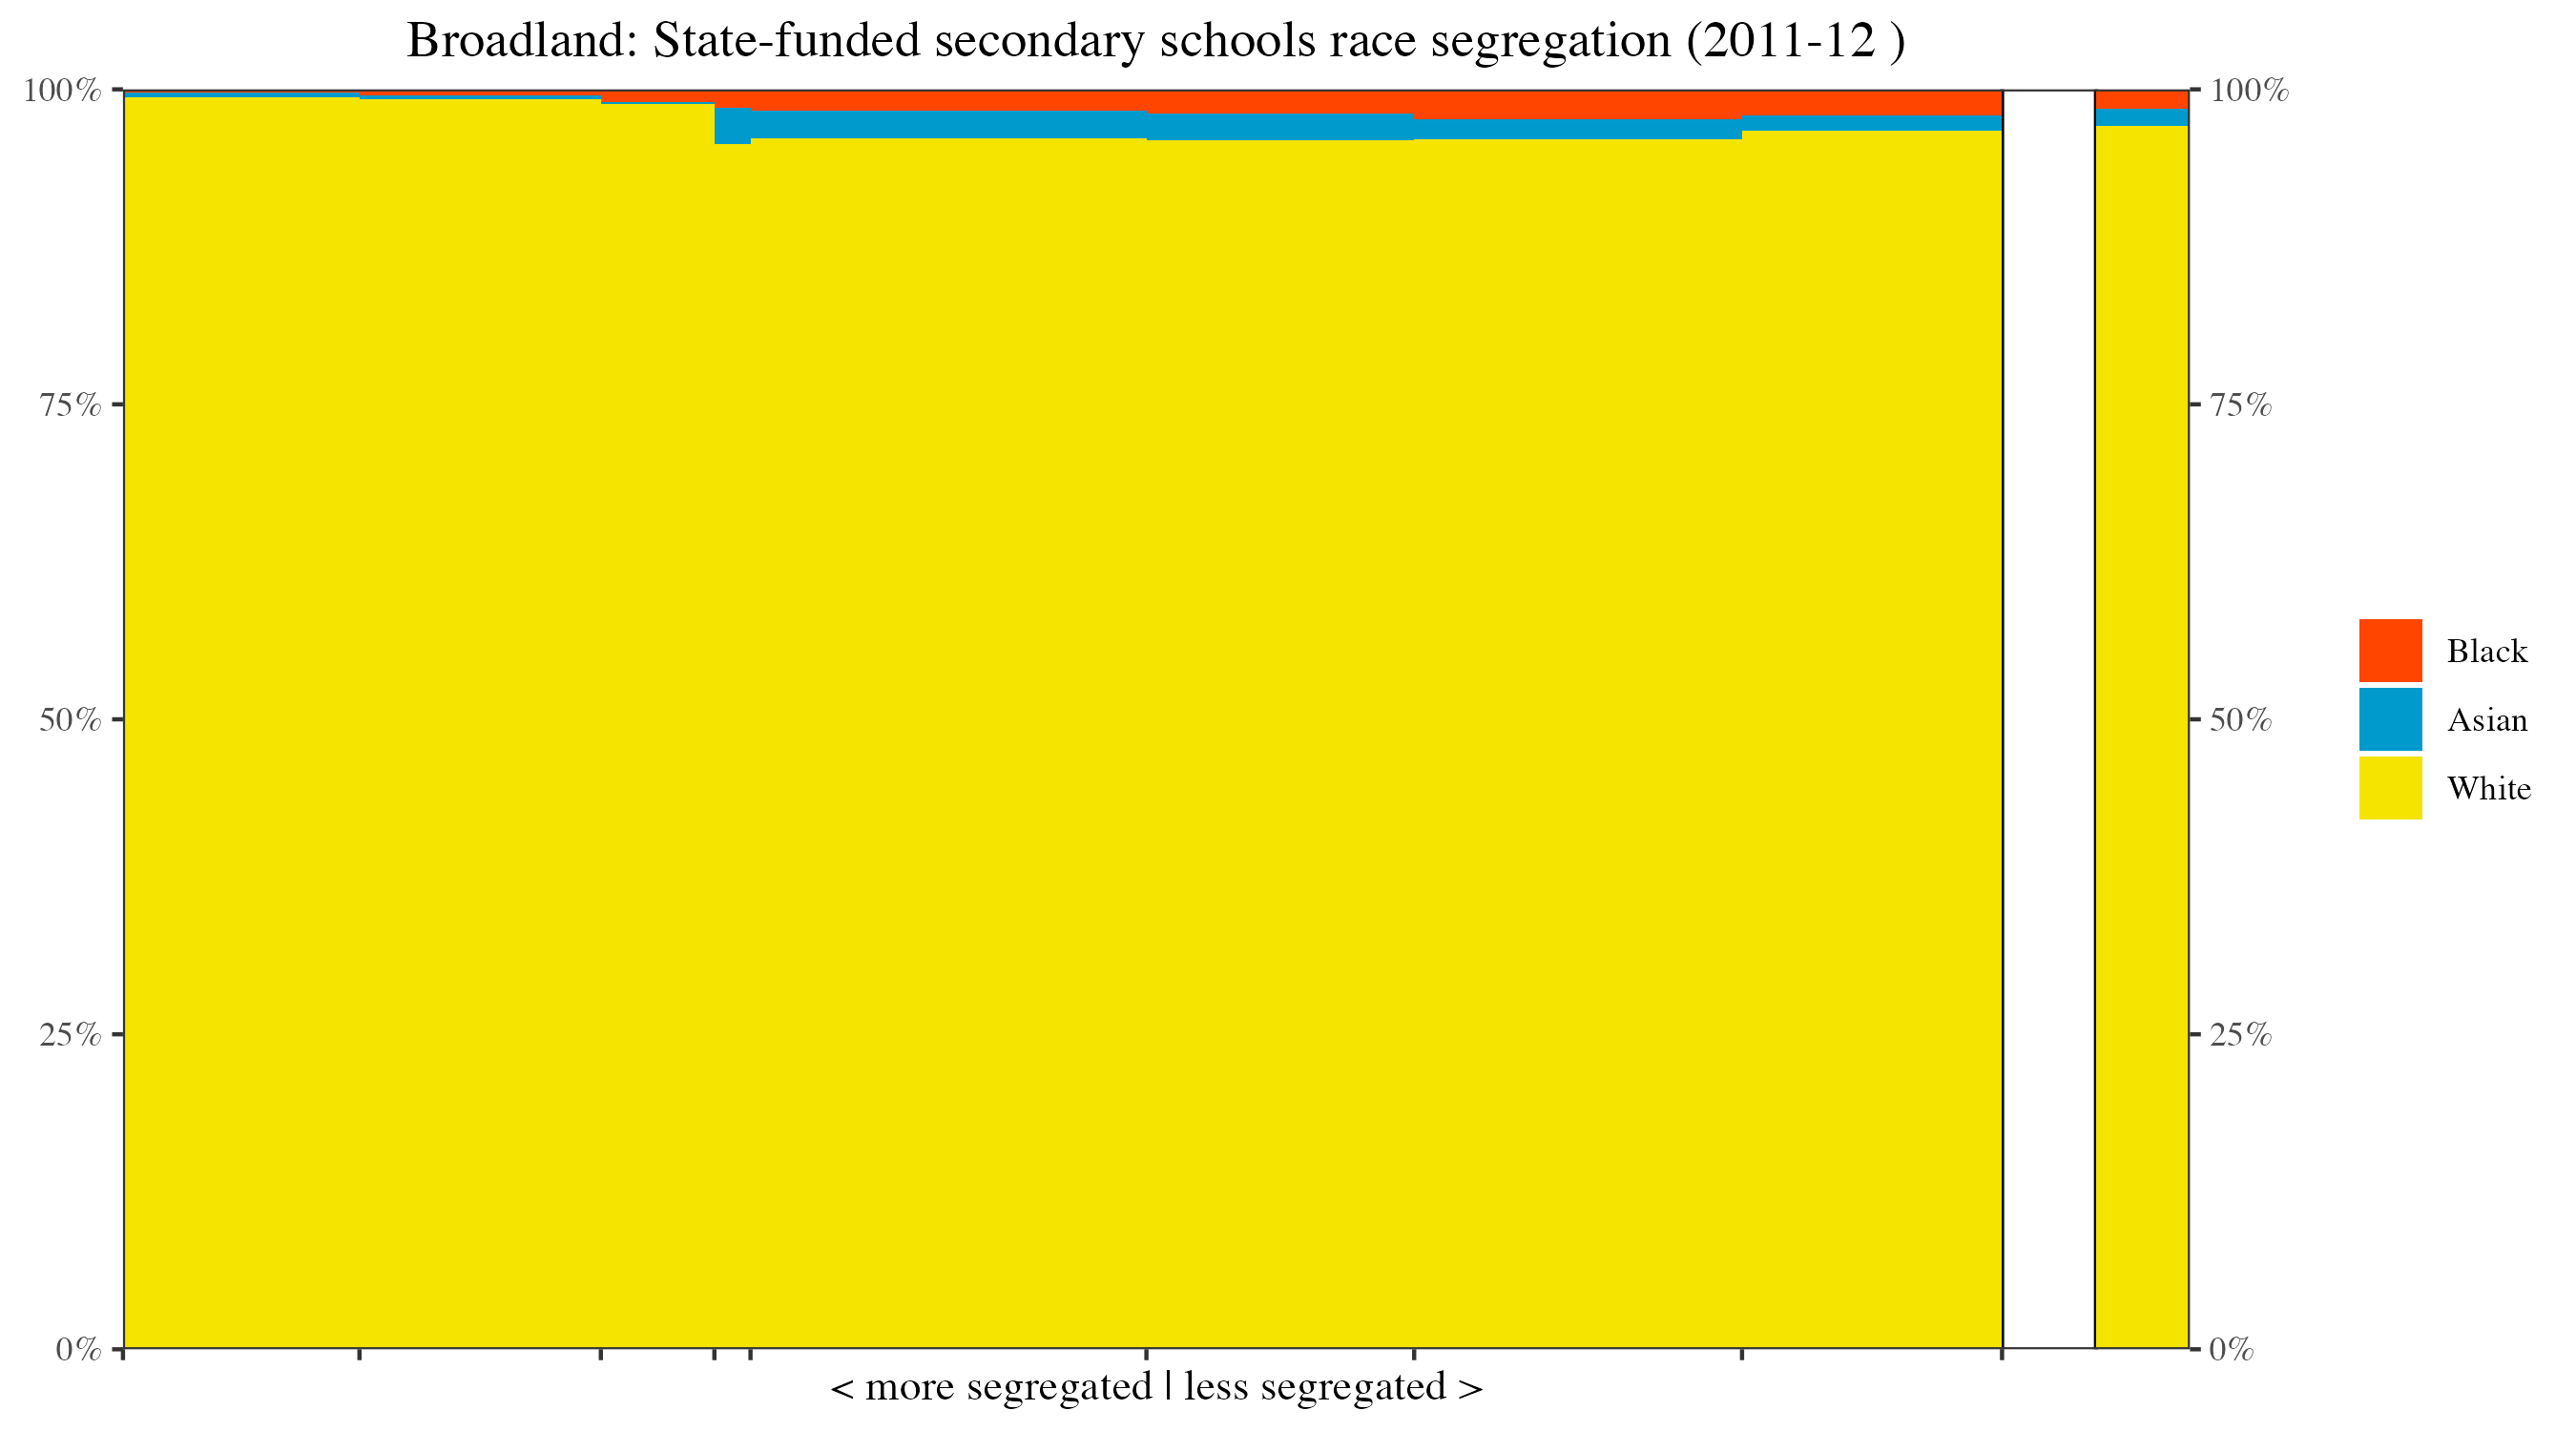 Broadland: State-funded secondary schools race segregation (2011-12 )
100%
75%
50%
25%
0%
100%
75%
50%
25%
0%
Black
Asian
White
< more segregated | less segregated >